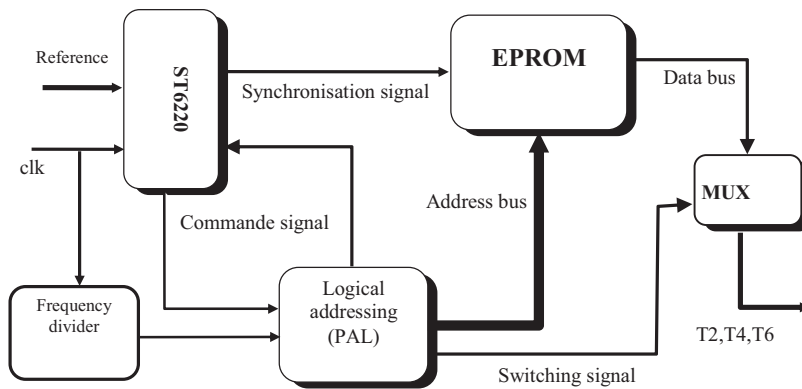 Reference
ST6220
EPROM
Synchronisation signal
Data bus
clk
MUX
Commande signal
Address bus
Frequency
divider
Logical
addressing
(PAL)
T2,T4,T6
Switching signal